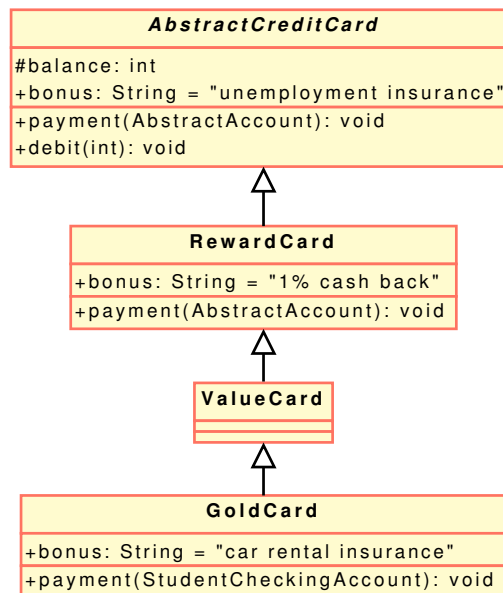 AbstractCreditCard
#balance: int
+bonus: String = "unemployment insurance"
+payment(AbstractAccount): void
+debit(int): void
RewardCard
+bonus: String = "1% cash back"
+payment(AbstractAccount): void
ValueCard
GoldCard
+bonus: String = "car rental insurance"
+payment(StudentCheckingAccount): void